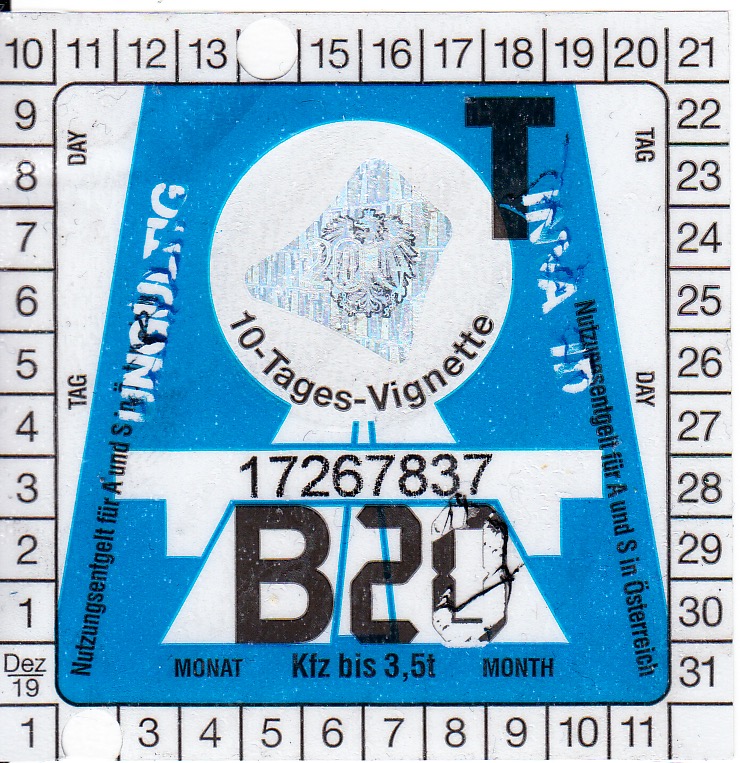 10 11 12 13 15 16 17 18 19 20 21
9 22
8 23
7 24
6 25
5 26
4 27
3 28
2 29
1 30
Dez
19
31
1 3 4 5 6 7 8 9 10 11
DAY
TAG
T
UNGÜLTIG
10-Tages-Vignette
TAG
DAY
17267837
B20
Nutzungsentgelt für A und S in
Nutzungsentgelt für A und S in Österreich
MONAT Kfz bis 3,5t MONTH